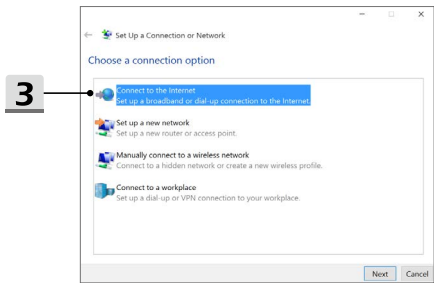 Set Up a Connection or Network
Choose a connection option
3
Connect to the Internet
Set up a broadband or dial-up connection to the Internet.
Set up a new network
Set up a new router or access point.
Manually connect to a wireless network
Connect to a hidden network or create a new wireless profile.
Connect to a workplace
Set up a dial-up or VPN connection to your workplace.
Next Cancel